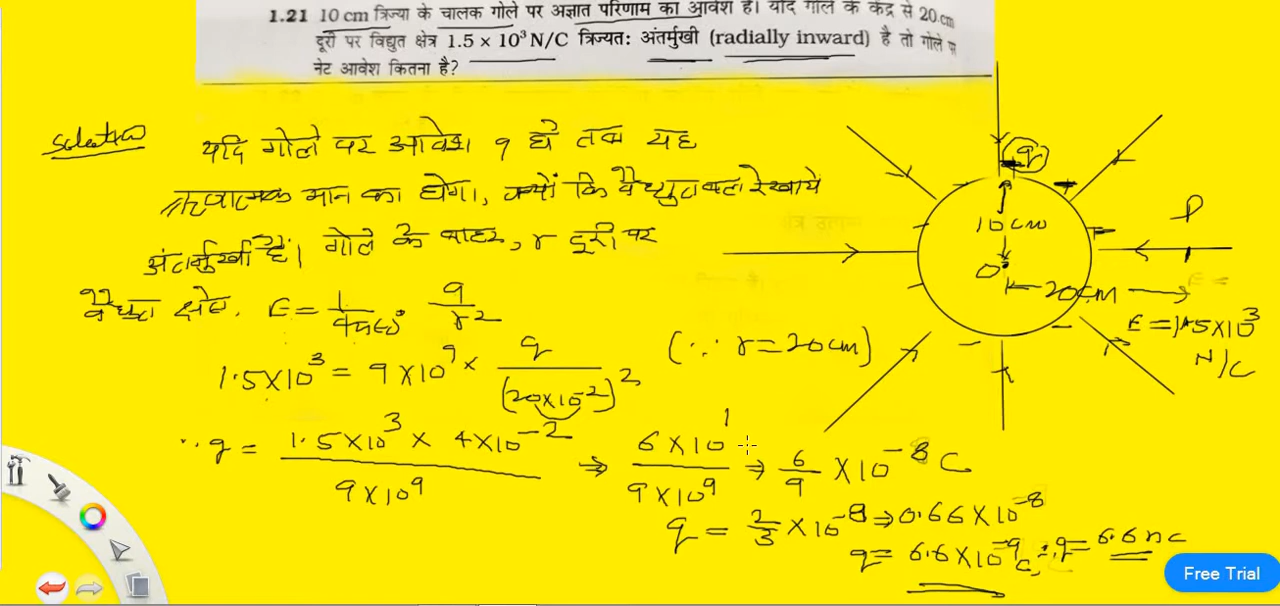 1.21 10 cm त्रिज्या के चालक गोले पर अज्ञात परिणाम का आवेश है। यदि गोले के केंद्र से 20 cm
दूरी पर विद्युत क्षेत्र 1.5 × 10³ N/C त्रिज्यत: अंतर्मुखी (radially inward) है तो गोले पर
नेट आवेश कितना है?
Solution
यदि गोले पर आवेश q हो तब यह
ऋणात्मक मान का होगा, क्यों कि वैद्युत बल रेखाये
अंतर्मुखी हैं। गोले के बाहर, r दूरी पर
वैद्युत क्षेत्र, E = 1/4πε₀ q/r²
1.5×10³ = 9×10⁹ × q/(20×10⁻²)² (∵ r = 20cm)
q = 1.5×10³ × 4×10⁻²/9×10⁹ ⇒ 6×10¹/9×10⁹ ⇒ 6/9 ×10⁻⁸ C
q = 2/3 ×10⁻⁸ ⇒ 0.66×10⁻⁸
q = 6.6×10⁻⁹ C, ∴ q = 6.6 nc
q
10cm
O
20cm
P
E = 1.5×10³
N/C
Free Trial